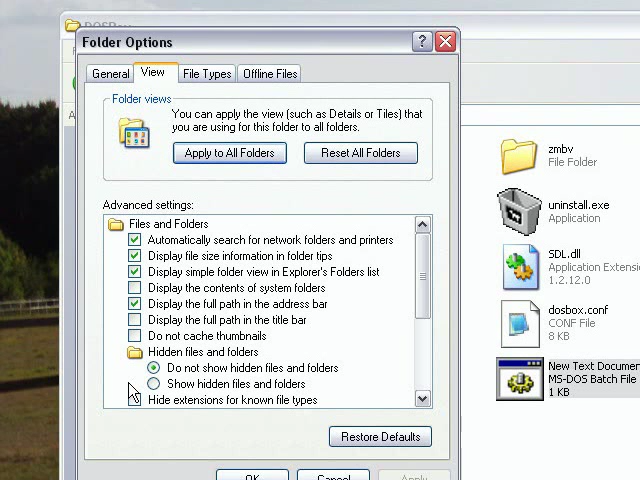 DOSBox
Folder Options
General
View
File Types
Offline Files
Folder views
You can apply the view (such as Details or Tiles) that
you are using for this folder to all folders.
Apply to All Folders
Reset All Folders
Advanced settings:
Files and Folders
Automatically search for network folders and printers
Display file size information in folder tips
Display simple folder view in Explorer's Folders list
Display the contents of system folders
Display the full path in the address bar
Display the full path in the title bar
Do not cache thumbnails
Hidden files and folders
Do not show hidden files and folders
Show hidden files and folders
Hide extensions for known file types
Restore Defaults
OK
Cancel
Apply
zmbv
File Folder
uninstall.exe
Application
SDL.dll
Application Extensio
1.2.12.0
dosbox.conf
CONF File
8 KB
New Text Documen
MS-DOS Batch File
1 KB